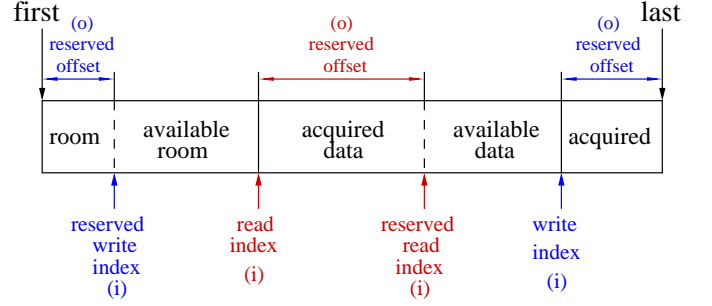 first
(o)
reserved
offset
(o)
reserved
offset
last
(o)
reserved
offset
room
available
room
acquired
data
available
data
acquired
reserved
write
index
(i)
read
index
(i)
reserved
read
index
(i)
write
index
(i)